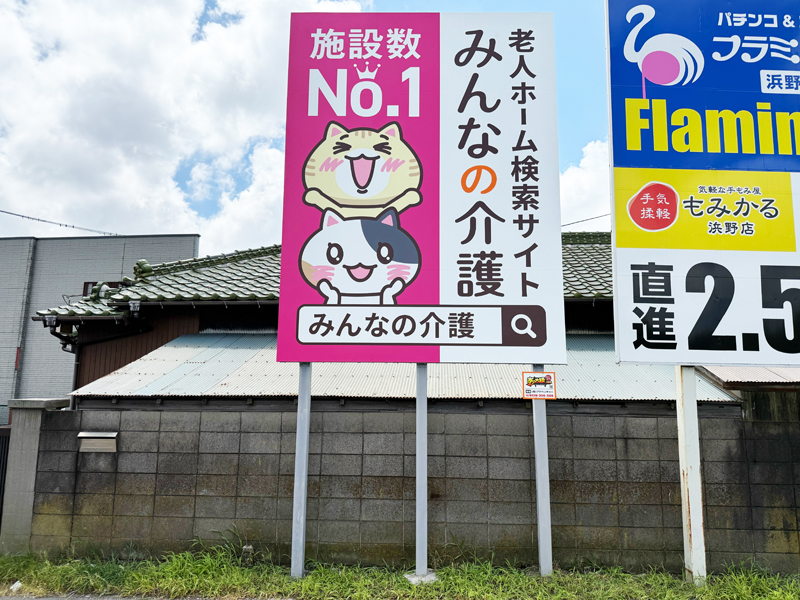 施設数
No.1
老人ホーム検索サイト
みんなの介護
みんなの介護
パチンコ &
フラミ
浜野
Flamin
手気
揉軽
気軽な手もみ屋
もみかる
浜野店
直進
2.5